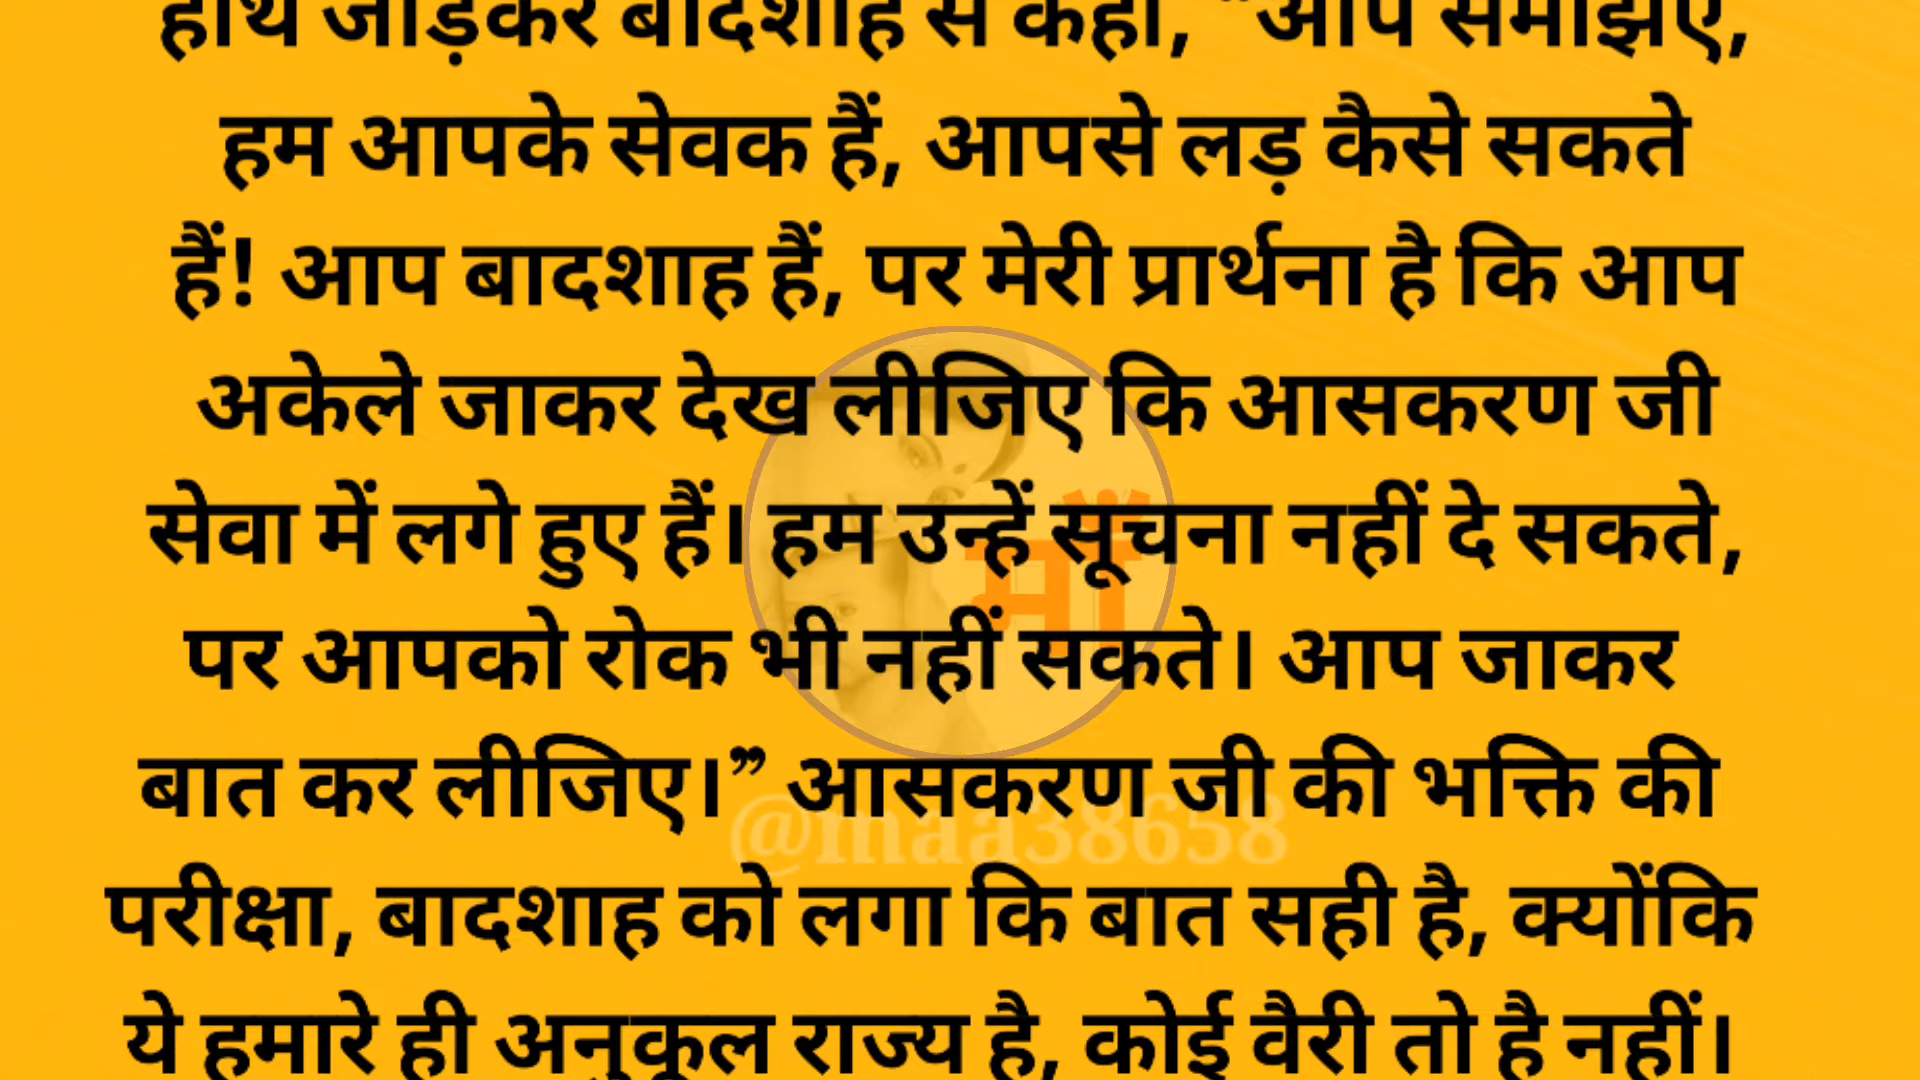 हाथ जोड़कर बादशाह से कहा, “आप समझिए,
हम आपके सेवक हैं, आपसे लड़ कैसे सकते
हैं! आप बादशाह हैं, पर मेरी प्रार्थना है कि आप
अकेले जाकर देख लीजिए कि आसकरण जी
सेवा में लगे हुए हैं। हम उन्हें सूचना नहीं दे सकते,
पर आपको रोक भी नहीं सकते। आप जाकर
बात कर लीजिए।” आसकरण जी की भक्ति की
परीक्षा, बादशाह को लगा कि बात सही है, क्योंकि
ये हमारे ही अनुकूल राज्य है, कोई वैरी तो है नहीं।
माँ
@maa38658